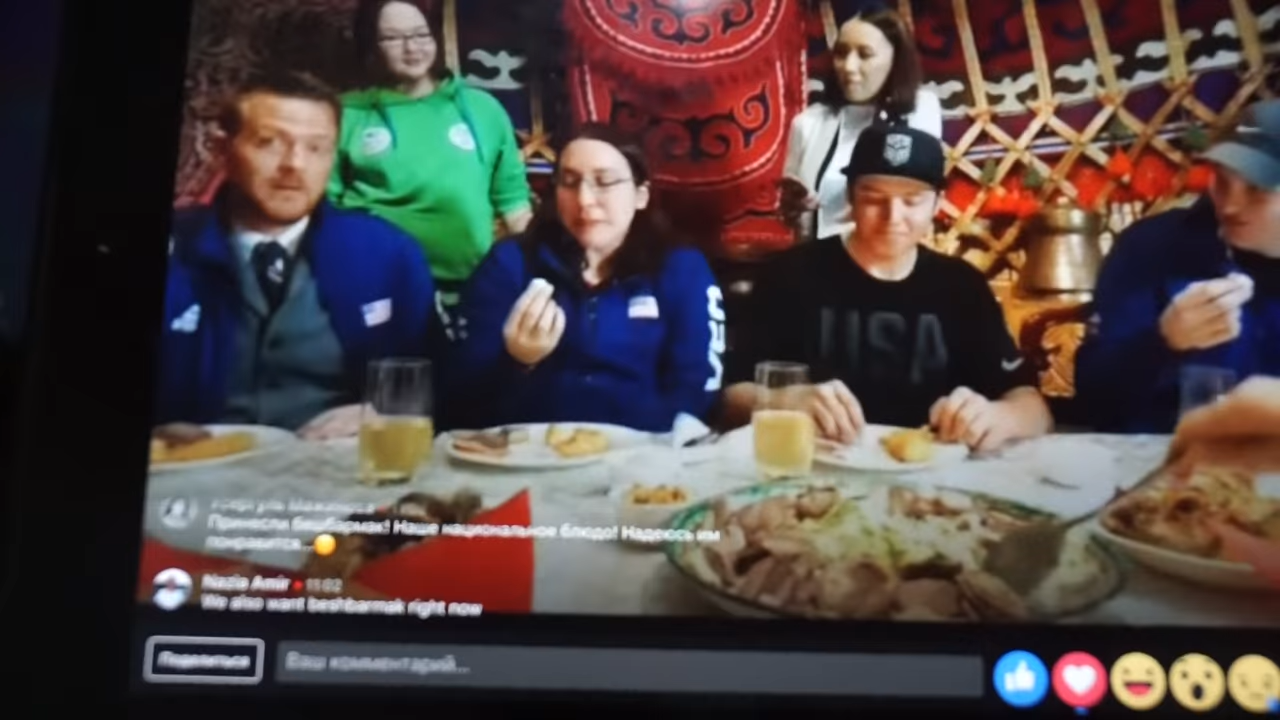 USA
USA
Принесли бешбармак! Наше национальное блюдо! Надеюсь им
понравится...
Nazia Amir • 11:02
We also want beshbarmak right now
Поделиться
Ваш комментарий...